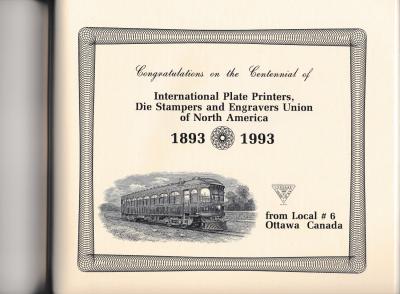 Congratulations on the Centennial of
International Plate Printers,
Die Stampers and Engravers Union
of North America
1893 1993
from Local # 6
Ottawa Canada